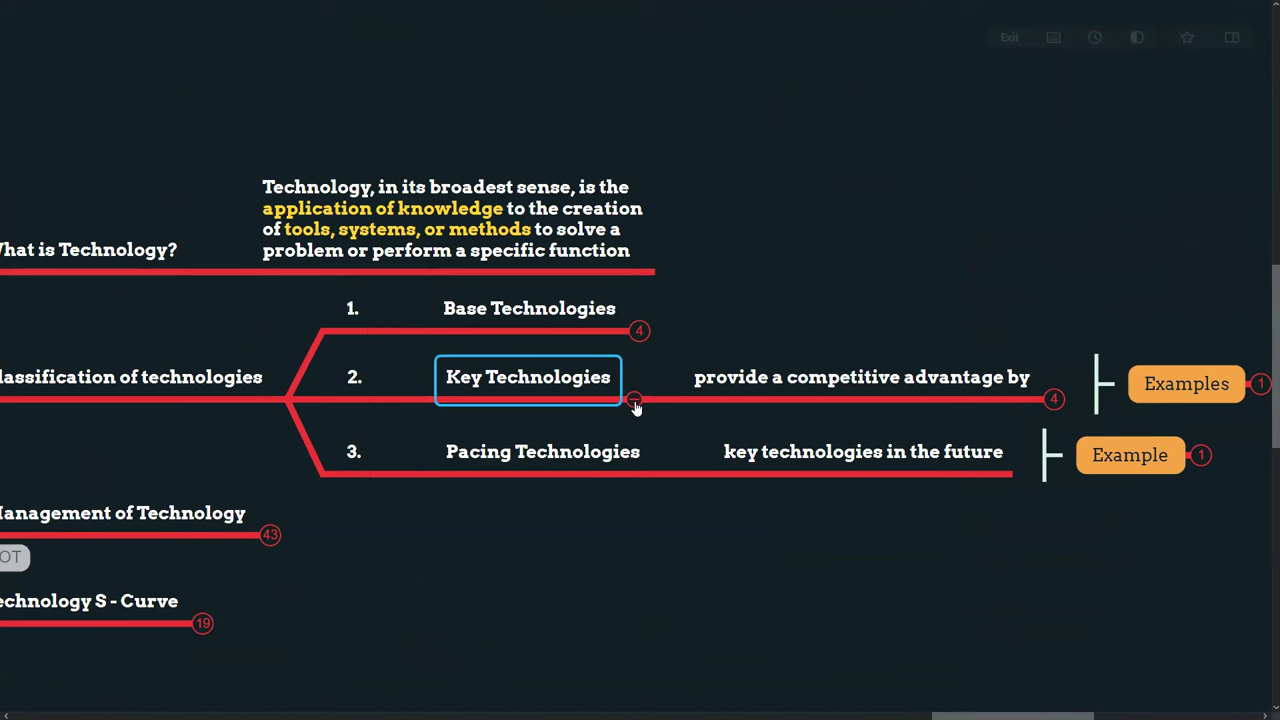 Exit
Technology, in its broadest sense, is the
application of knowledge to the creation
of tools, systems, or methods to solve a
problem or perform a specific function
hat is Technology?
1. Base Technologies 4
lassification of technologies
2. Key Technologies provide a competitive advantage by 4 Examples 1
3. Pacing Technologies key technologies in the future Example 1
anagement of Technology 43
OT
echnology S - Curve 19